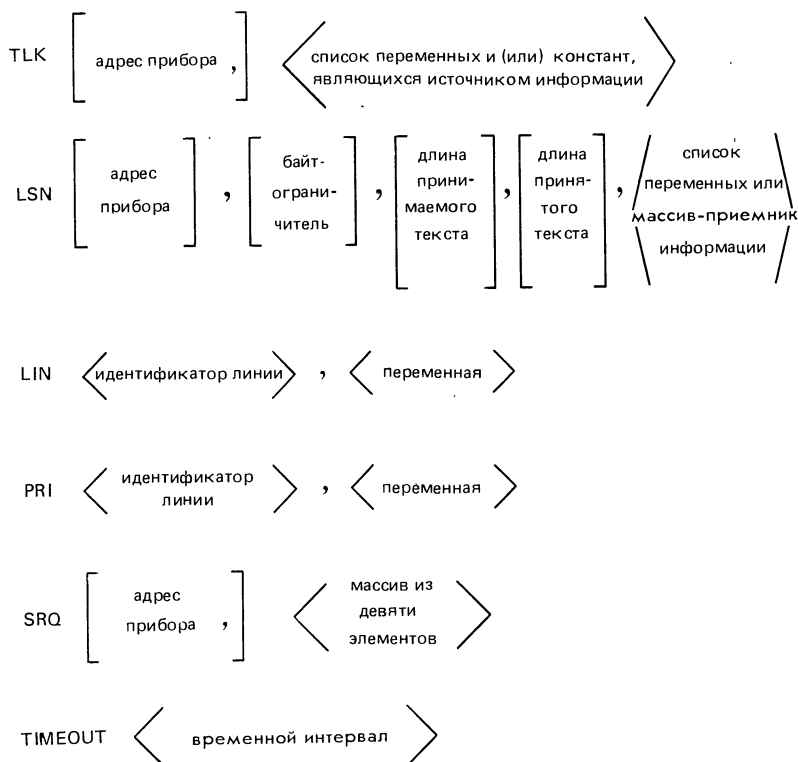 TLK [ адрес прибора , ] < список переменных и (или) констант, являющихся источником информации >
LSN [ адрес прибора ] , [ байт-ограни-читель ] , [ длина прини-маемого текста ] , [ длина приня-того текста ] , < список переменных или массив-приемник информации >
LIN < идентификатор линии > , < переменная >
PRI < идентификатор линии > , < переменная >
SRQ [ адрес прибора , ] < массив из девяти элементов >
TIMEOUT < временной интервал >